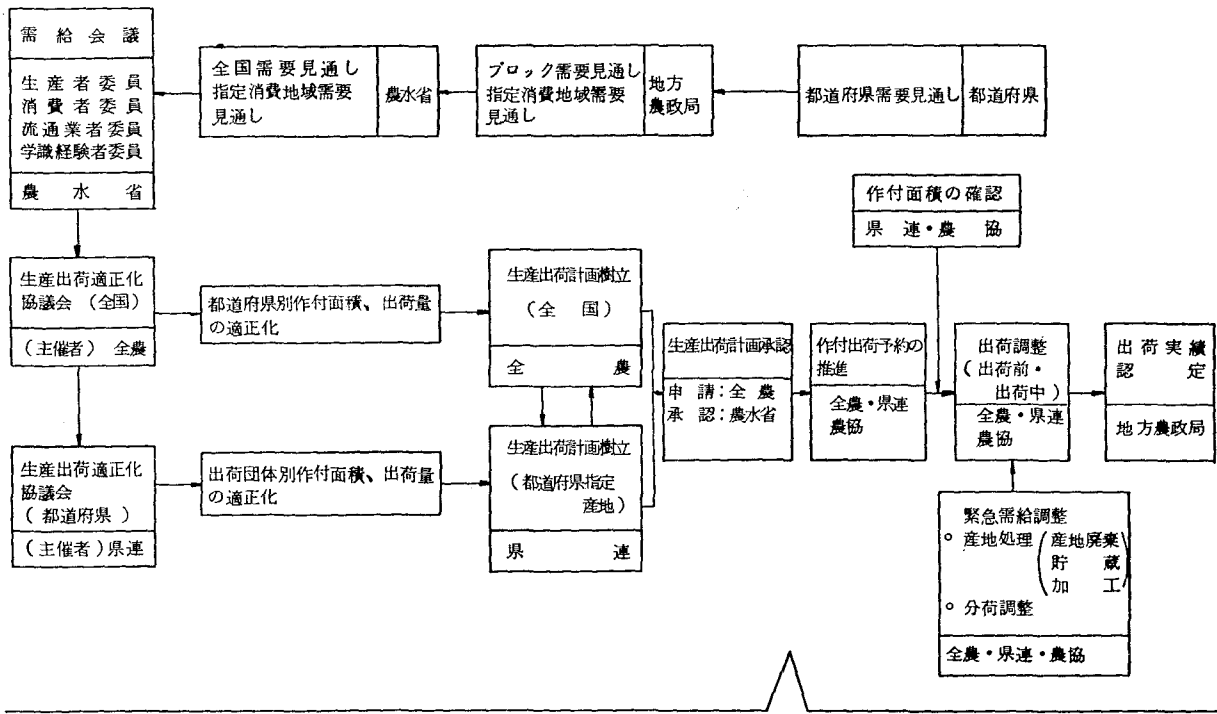 需給会議
生産者委員
消費者委員
流通業者委員
学識経験者委員
農水省
全国需要見通し
指定消費地域需要
見通し
農水省
ブロック需要見通し
指定消費地域需要
見通し
地方
農政局
都道府県需要見通し
都道府県
作付面積の確認
県連・農協
生産出荷適正化
協議会(全国)
(主催者)全農
都道府県別作付面積、出荷量
の適正化
生産出荷計画樹立
(全国)
全農
生産出荷適正化
協議会
(都道府県)
(主催者)県連
出荷団体別作付面積、出荷量
の適正化
生産出荷計画樹立
(都道府県指定
産地)
県連
生産出荷計画承認
申請:全農
承認:農水省
作付出荷予約の
推進
全農・県連
農協
出荷調整
(出荷前・
出荷中)
全農・県連
農協
出荷実績
認定
地方農政局
緊急需給調整
○ 産地処理(産地廃棄
貯蔵
加工)
○ 分荷調整
全農・県連・農協